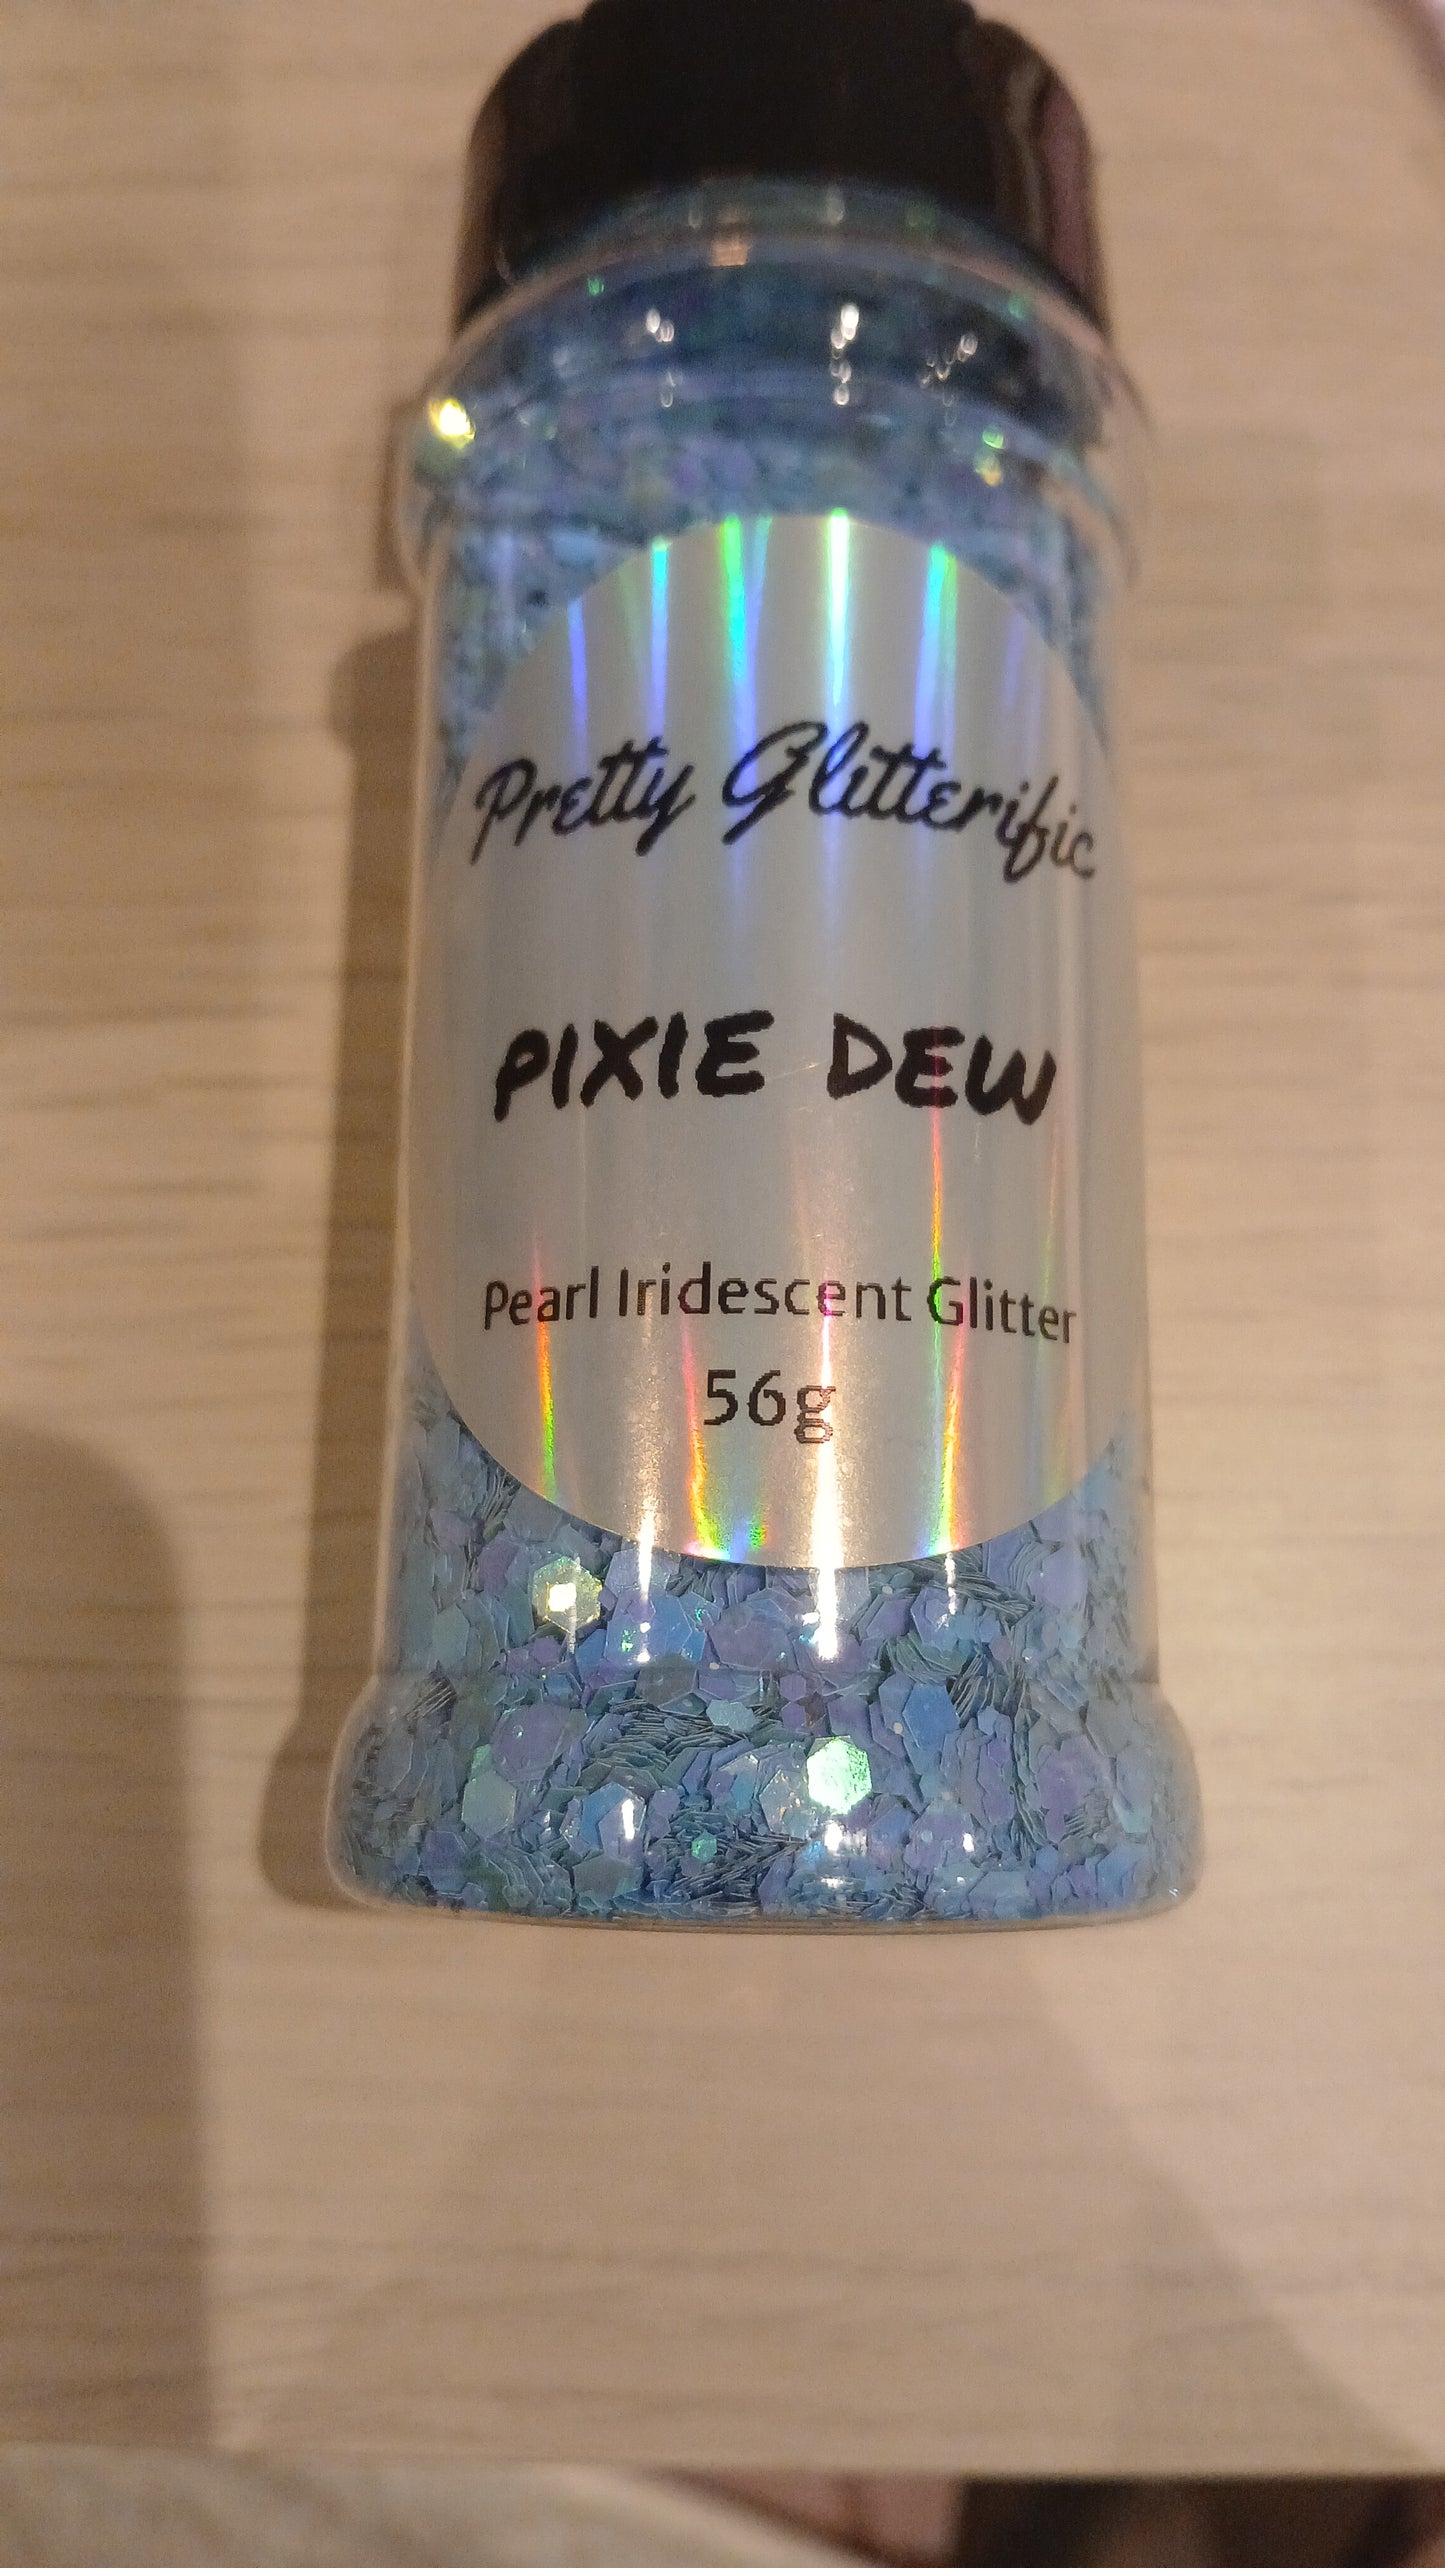 Pretty Glitterific
PIXIE DEW
Pearl Iridescent Glitter
56g